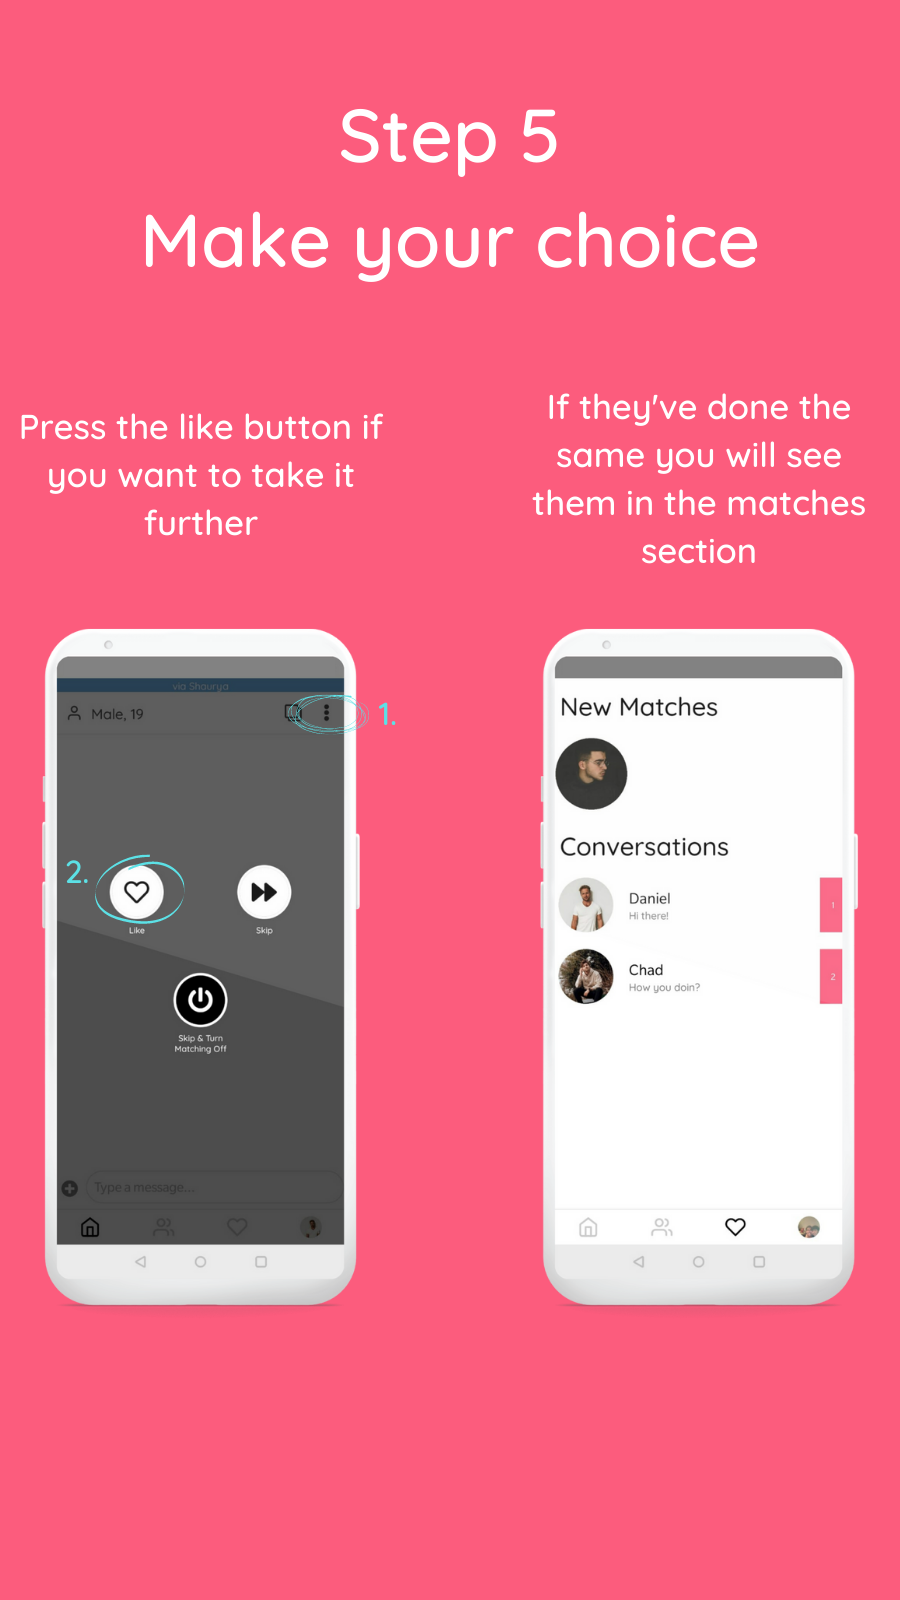 Step 5
Make your choice
Press the like button if
you want to take it
further
If they've done the
same you will see
them in the matches
section
via Shaurya
Male, 19
1.
2.
Like
Skip
Skip & Turn
Matching Off
Type a message...
New Matches
Conversations
Daniel
Hi there!
1
Chad
How you doin?
2